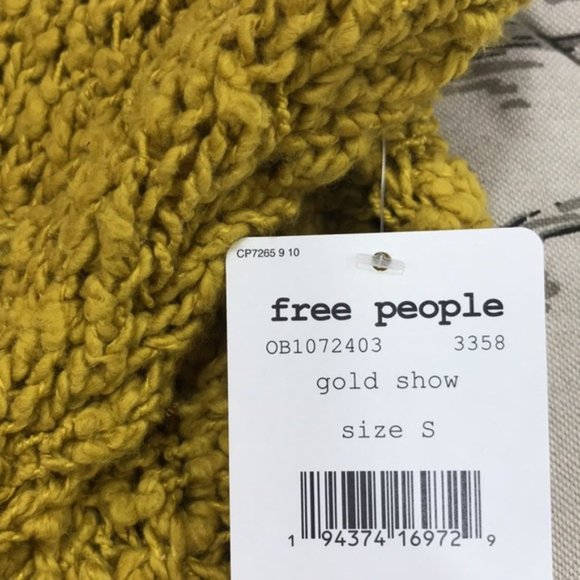 CP7265 9 10
free people
OB1072403 3358
gold show
size S
1 94374 16972 9